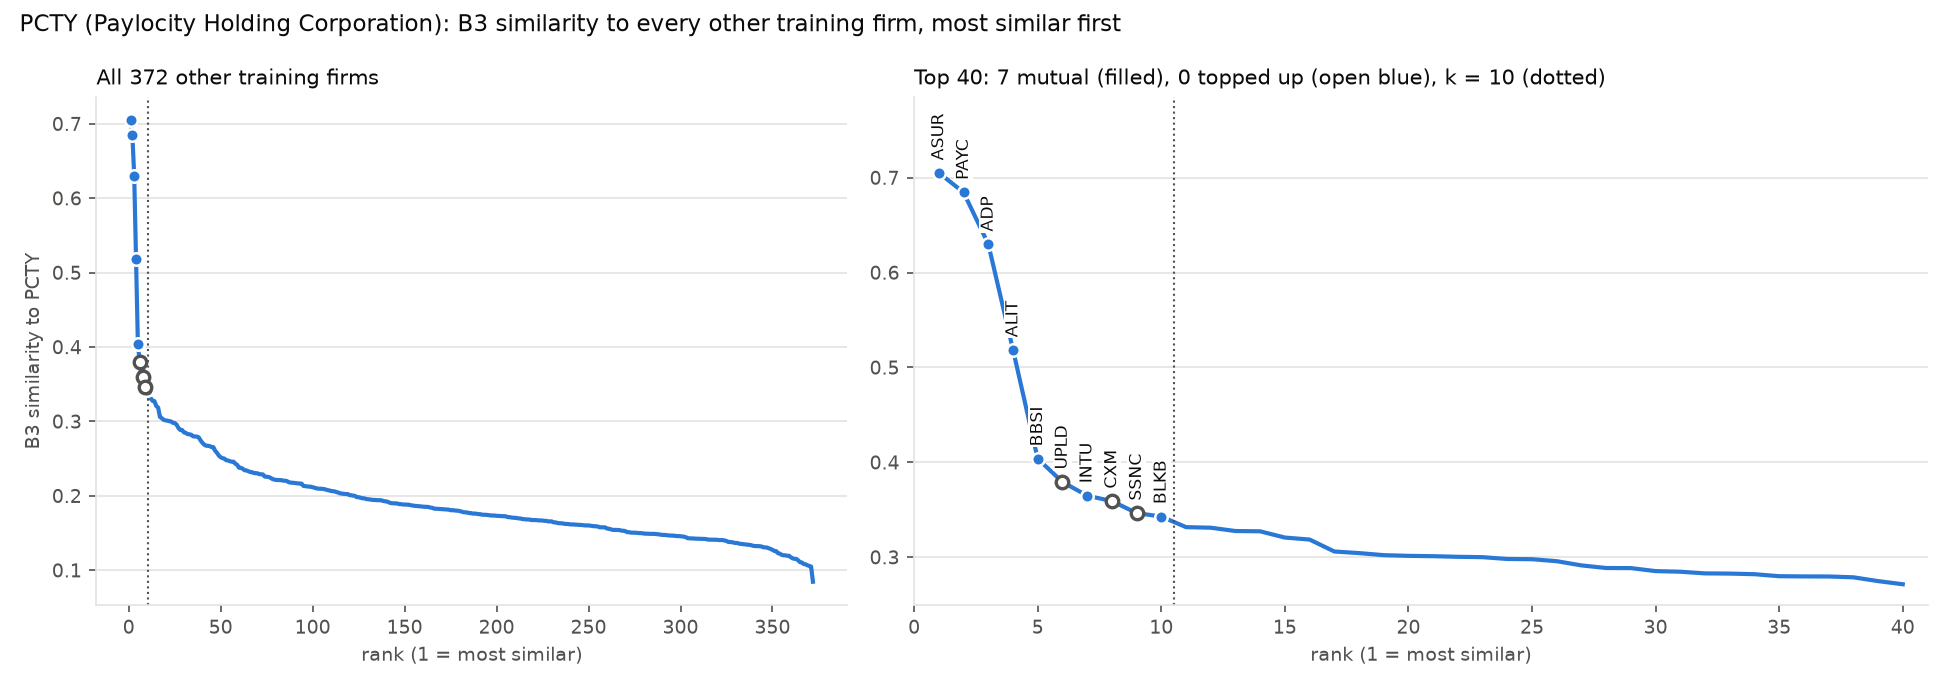 PCTY (Paylocity Holding Corporation): B3 similarity to every other training firm, most similar first
All 372 other training firms
B3 similarity to PCTY
0.7
0.6
0.5
0.4
0.3
0.2
0.1
0 50 100 150 200 250 300 350
rank (1 = most similar)
Top 40: 7 mutual (filled), 0 topped up (open blue), k = 10 (dotted)
0.7
0.6
0.5
0.4
0.3
ASUR
PAYC
ADP
ALIT
BBSI
UPLD
INTU
CXM
SSNC
BLKB
0 5 10 15 20 25 30 35 40
rank (1 = most similar)